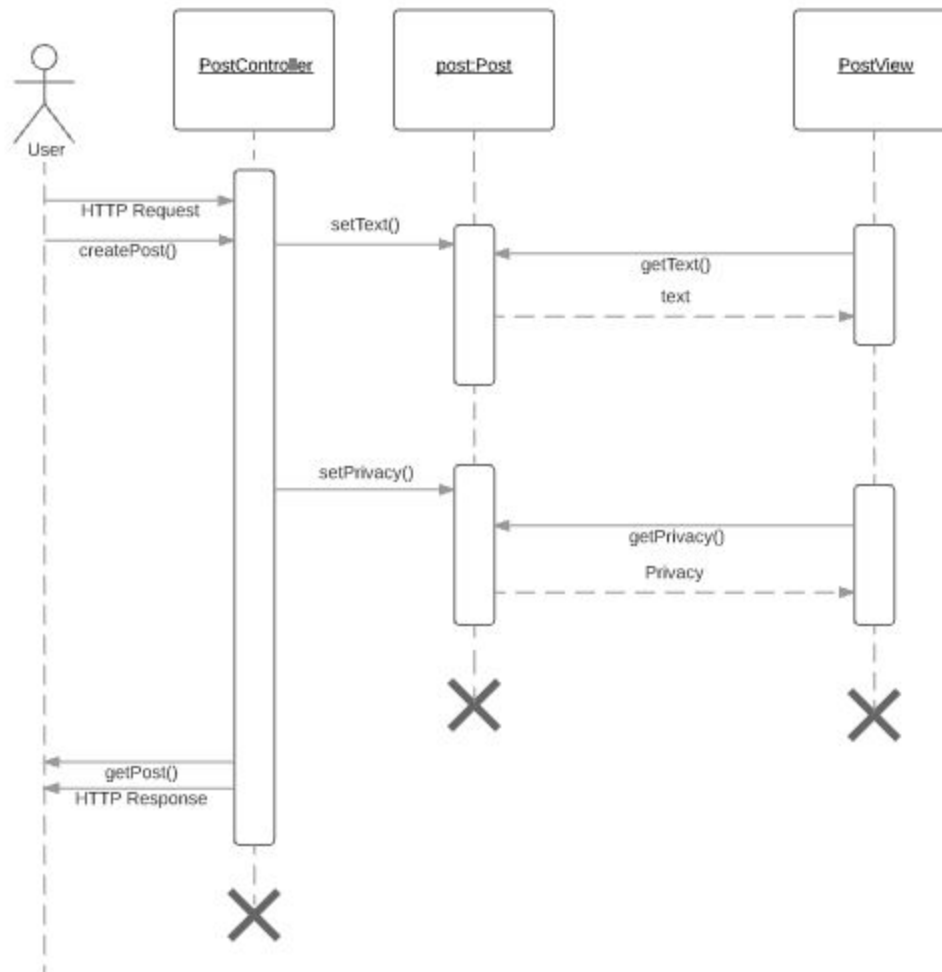 PostController
post:Post
PostView
User
HTTP Request
createPost()
setText()
getText()
text
setPrivacy()
getPrivacy()
Privacy
getPost()
HTTP Response